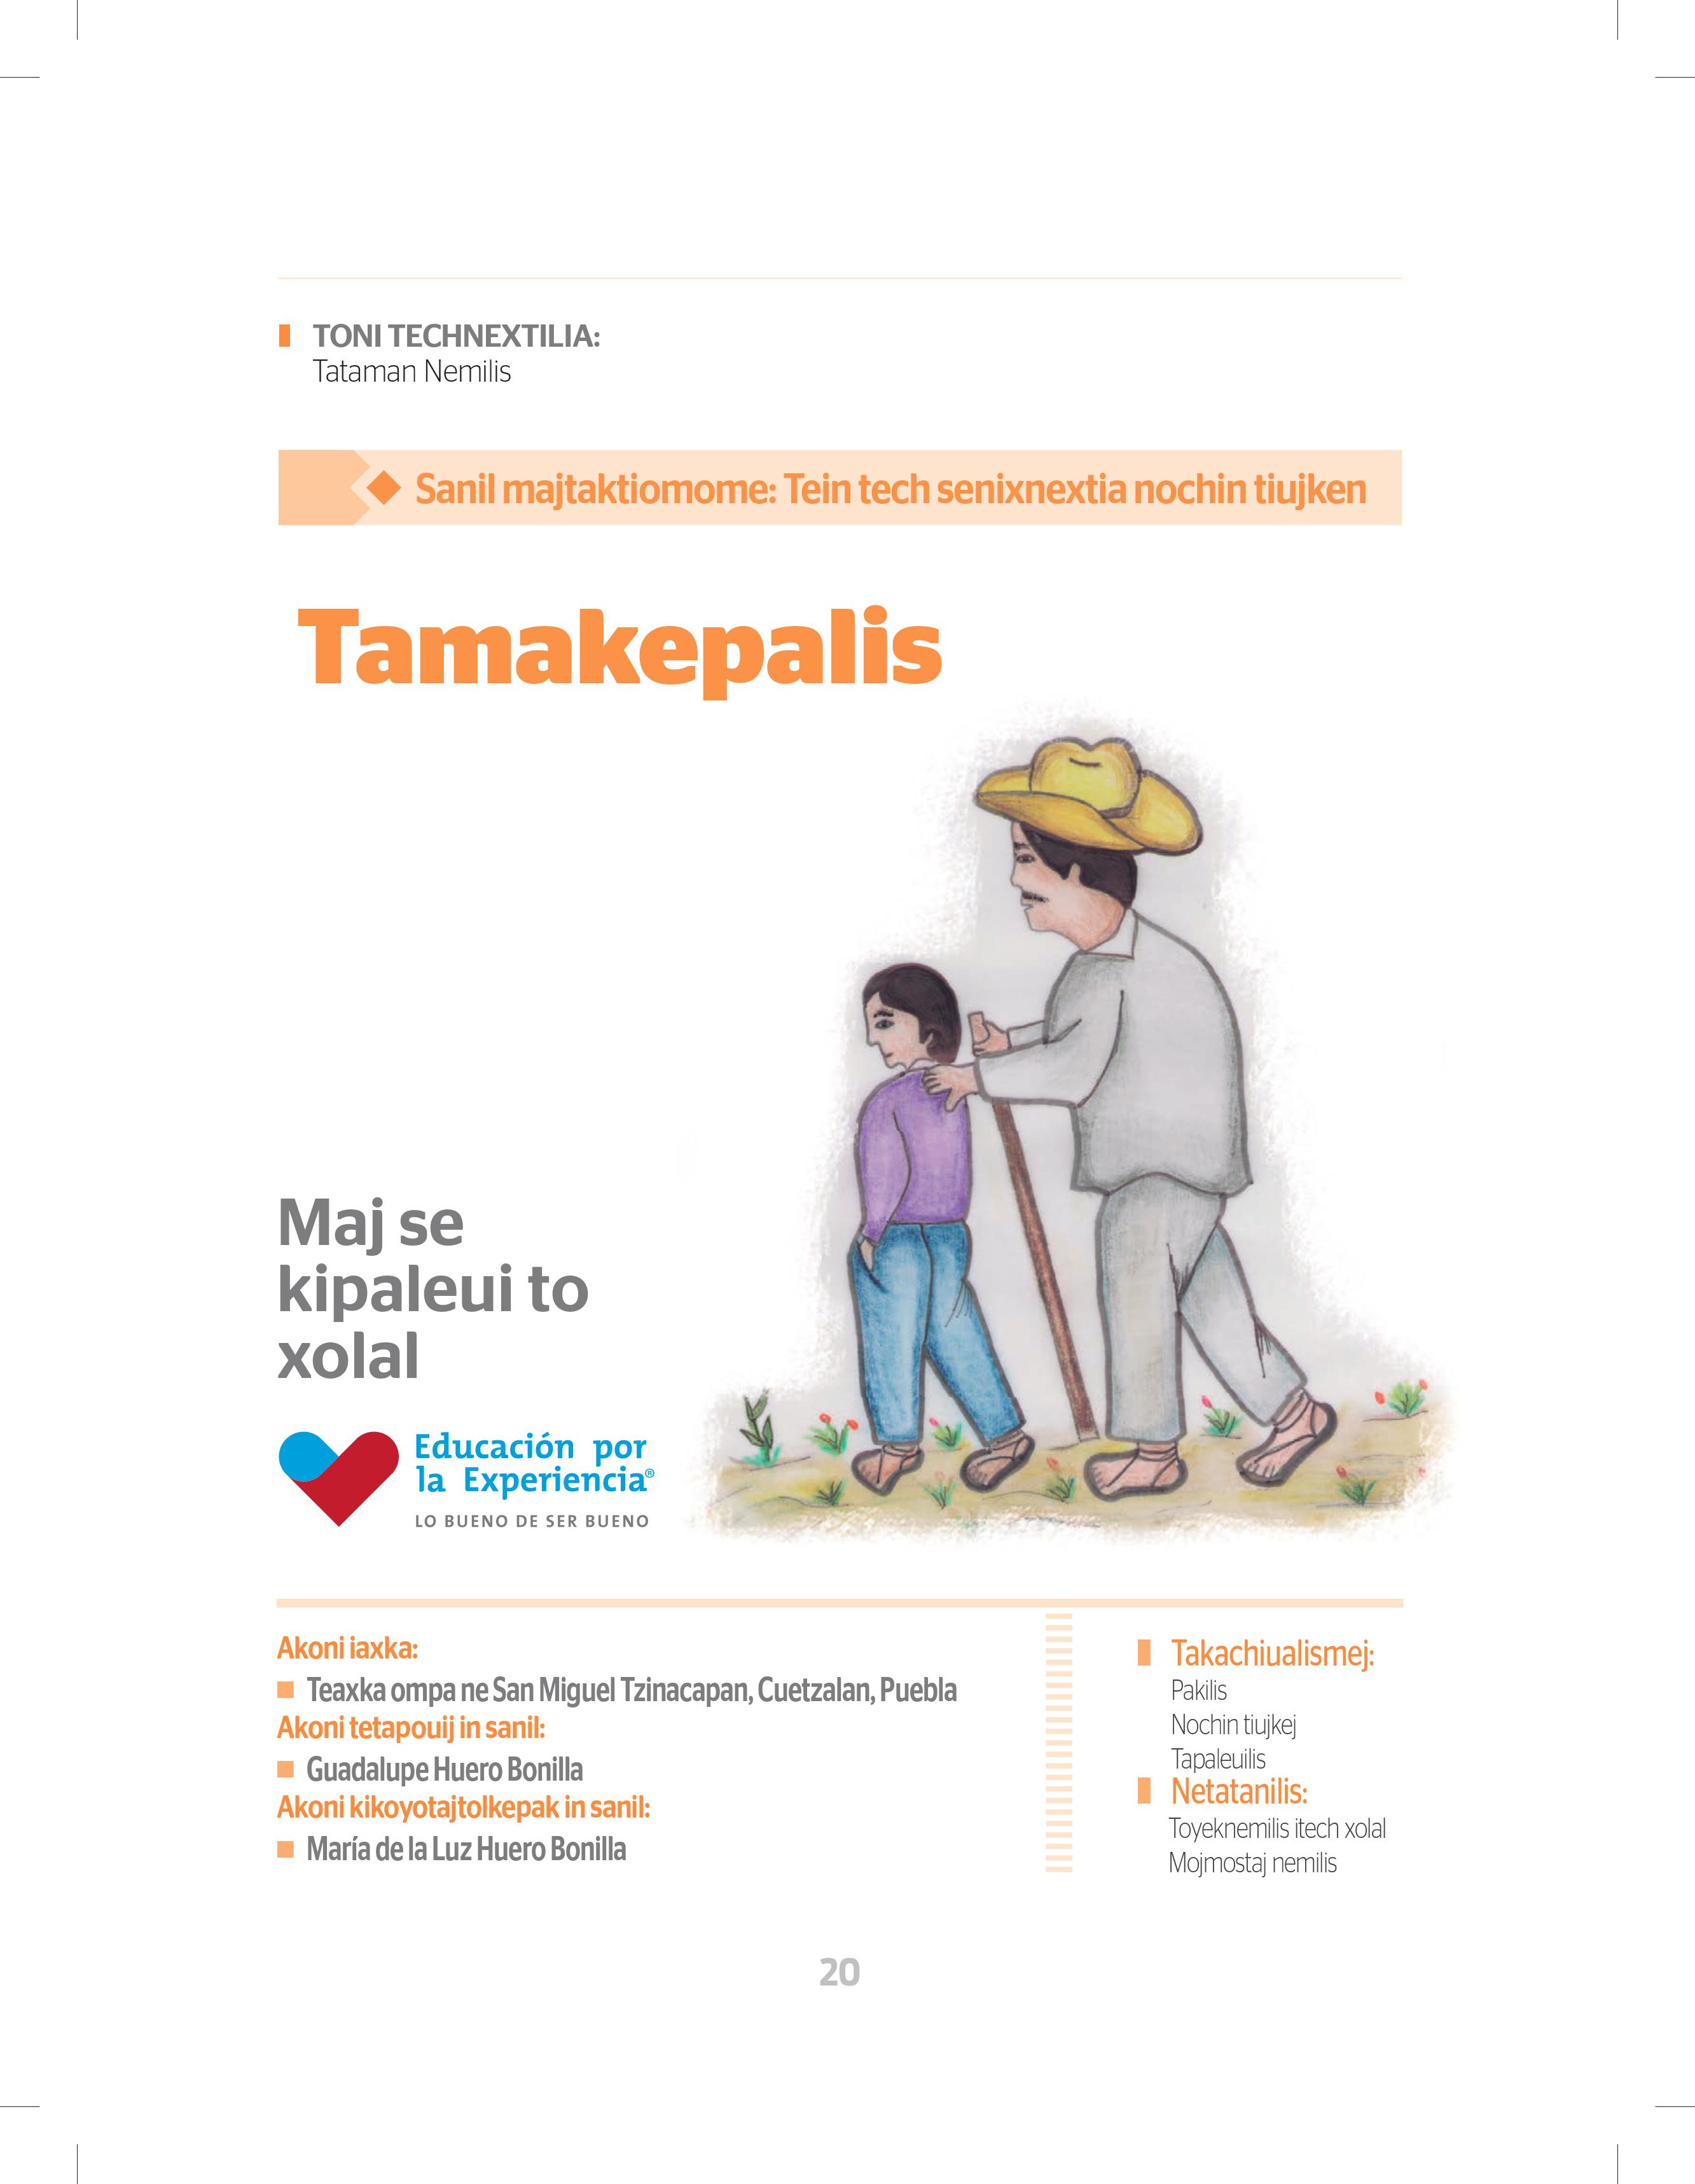 TONI TECHNEXTILIA:
Tataman Nemilis
Sanil majtaktiomome: Tein tech senixnextia nochin tiujken
Tamakepalis
Maj se
kipaleui to
xolal
Educación por
la Experiencia®
LO BUENO DE SER BUENO
Akoni iaxka:
Teaxka ompa ne San Miguel Tzinacapan, Cuetzalan, Puebla
Akoni tetapouij in sanil:
Guadalupe Huero Bonilla
Akoni kikoyotajtolkepak in sanil:
María de la Luz Huero Bonilla
Takachiualismej:
Pakilis
Nochin tiujkej
Tapaleuilis
Netatanilis:
Toyeknemilis itech xolal
Mojmostaj nemilis
20